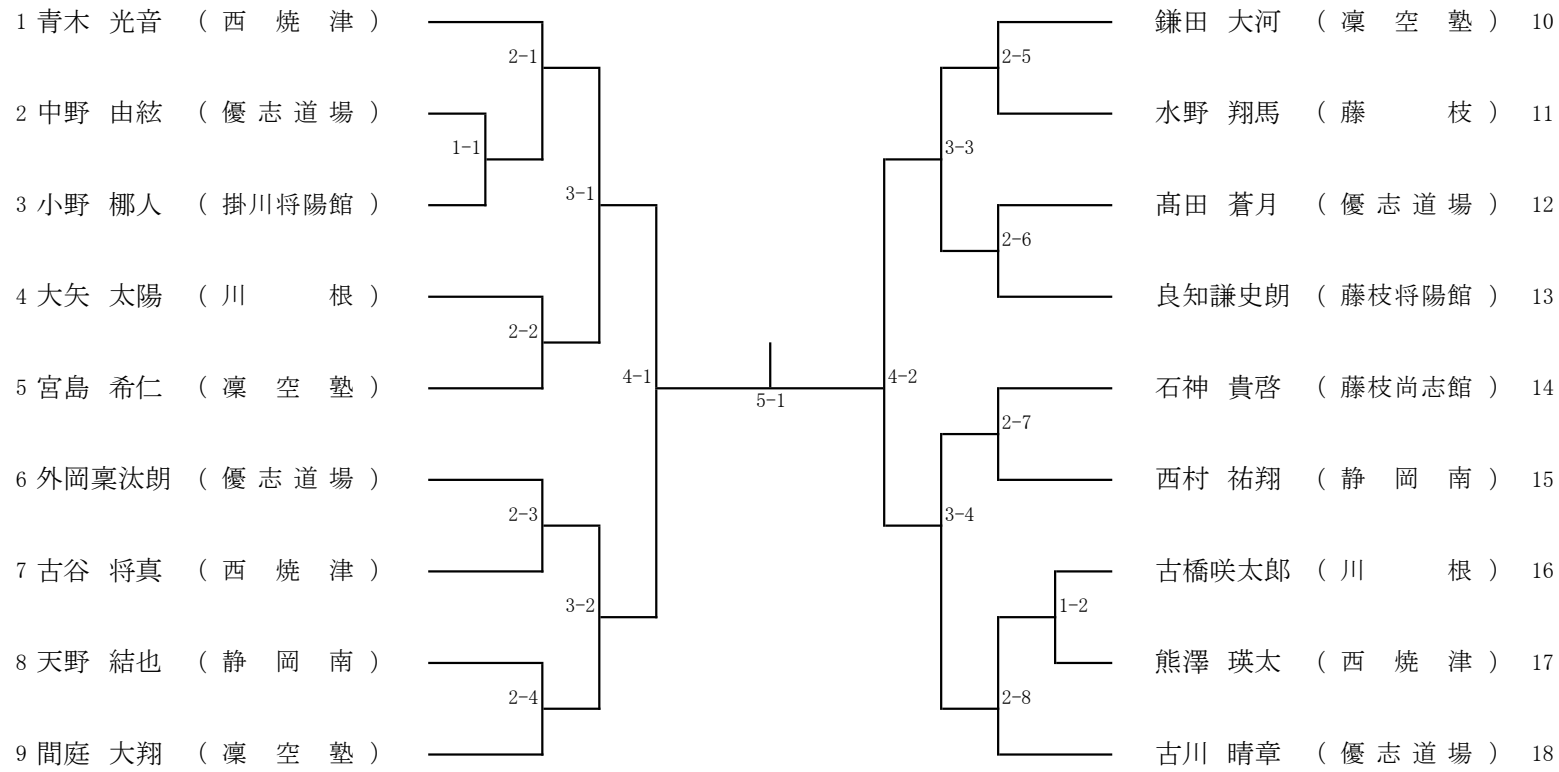 1 青木 光音 （西焼津） 鎌田 大河 （凜空塾） 10
2-1 2-5
2 中野 由絃 （優志道場） 水野 翔馬 （藤枝） 11
1-1 3-3
3-1
3 小野 梛人 （掛川将陽館） 髙田 蒼月 （優志道場） 12
2-6
4 大矢 太陽 （川根） 良知謙史朗 （藤枝将陽館） 13
2-2
4-1 4-2
5 宮島 希仁 （凜空塾） 石神 貴啓 （藤枝尚志館） 14
5-1
2-7
6 外岡稟汰朗 （優志道場） 西村 祐翔 （静岡南） 15
2-3 3-4
7 古谷 将真 （西焼津） 古橋咲太郎 （川根） 16
3-2 1-2
8 天野 結也 （静岡南） 熊澤 瑛太 （西焼津） 17
2-4 2-8
9 間庭 大翔 （凜空塾） 古川 晴章 （優志道場） 18